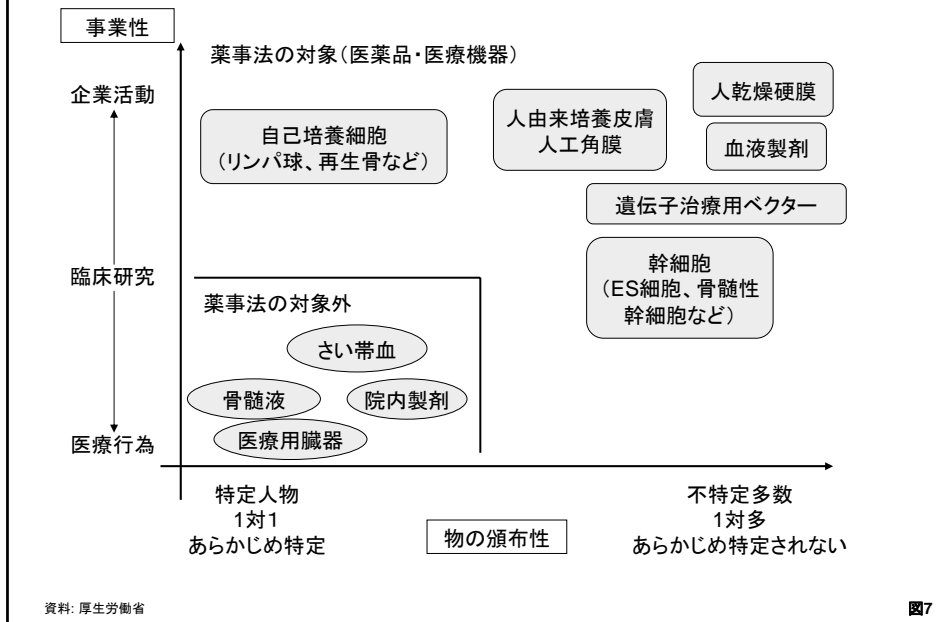 事業性
薬事法の対象(医薬品・医療機器)
企業活動
自己培養細胞
(リンパ球、再生骨など)
人由来培養皮膚
人工角膜
人乾燥硬膜
血液製剤
遺伝子治療用ベクター
臨床研究
幹細胞
(ES細胞、骨髄性
幹細胞など)
薬事法の対象外
さい帯血
骨髄液
院内製剤
医療用臓器
医療行為
特定人物
1対1
あらかじめ特定
物の頒布性
不特定多数
1対多
あらかじめ特定されない
資料: 厚生労働省
図7